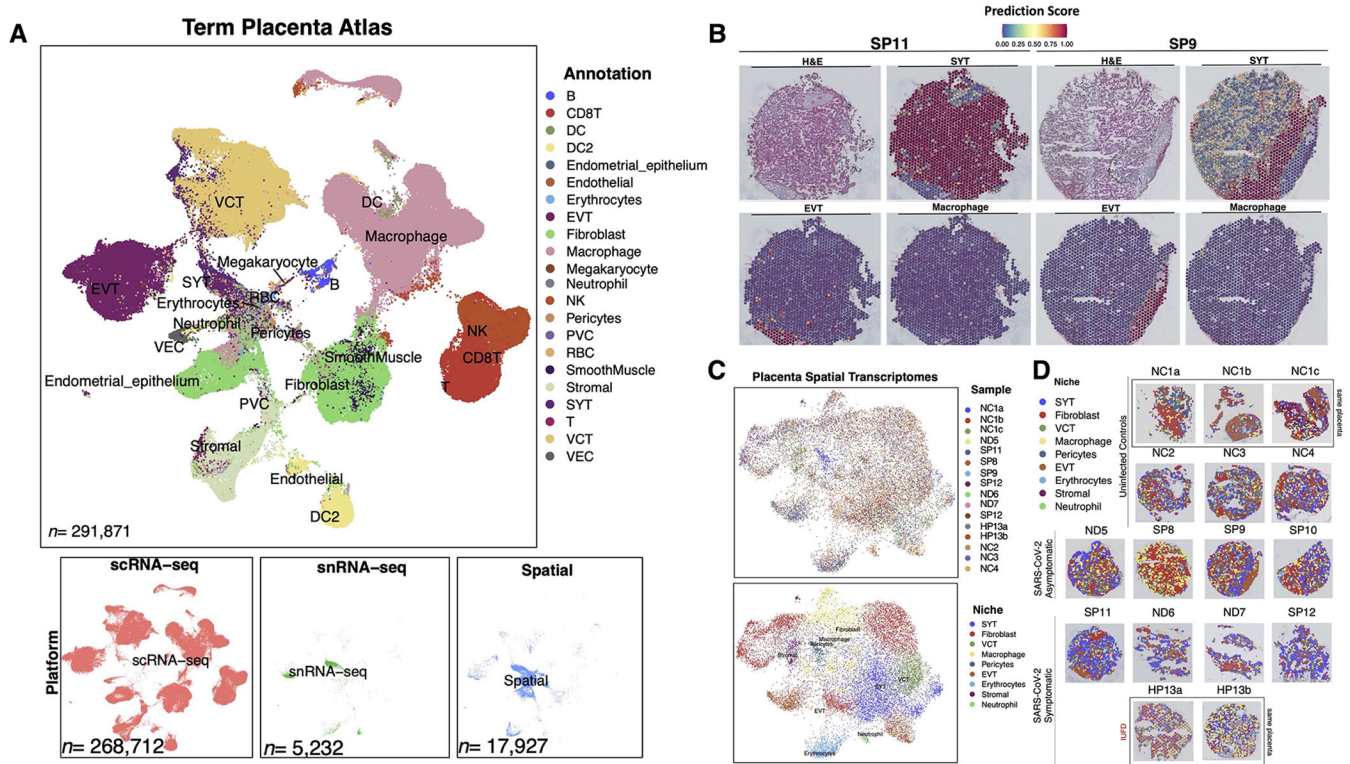 A
Term Placenta Atlas
VCT
DC
Macrophage
Megakaryocyte
B
EVT
SYT
RBC
Erythrocytes
Neutrophil
Pericytes
VEC
NK
CD8T
T
SmoothMuscle
Endometrial_epithelium
Fibroblast
PVC
Stromal
Endothelial
DC2
n= 291,871
Annotation
B
CD8T
DC
DC2
Endometrial_epithelium
Endothelial
Erythrocytes
EVT
Fibroblast
Macrophage
Megakaryocyte
Neutrophil
NK
Pericytes
PVC
RBC
SmoothMuscle
Stromal
SYT
T
VCT
VEC
Platform
scRNA–seq
scRNA–seq
n= 268,712
snRNA–seq
snRNA–seq
n= 5,232
Spatial
Spatial
n= 17,927
B
Prediction Score
0.00 0.25 0.50 0.75 1.00
SP11
SP9
H&E
SYT
H&E
SYT
EVT
Macrophage
EVT
Macrophage
C
Placenta Spatial Transcriptomes
Sample
NC1a
NC1b
NC1c
ND5
SP11
SP8
SP9
SP12
ND6
ND7
SP12
HP13a
HP13b
NC2
NC3
NC4
Fibroblast
Macrophage
Pericytes
Stromal
SYT
VCT
EVT
Neutrophil
Erythrocytes
Niche
SYT
Fibroblast
VCT
Macrophage
Pericytes
EVT
Erythrocytes
Stromal
Neutrophil
D
Niche
SYT
Fibroblast
VCT
Macrophage
Pericytes
EVT
Erythrocytes
Stromal
Neutrophil
Uninfected Controls
NC1a
NC1b
NC1c
same placenta
NC2
NC3
NC4
SARS-CoV-2
Asymptomatic
ND5
SP8
SP9
SP10
SARS-CoV-2
Symptomatic
SP11
ND6
ND7
SP12
IUFD
HP13a
HP13b
same placenta